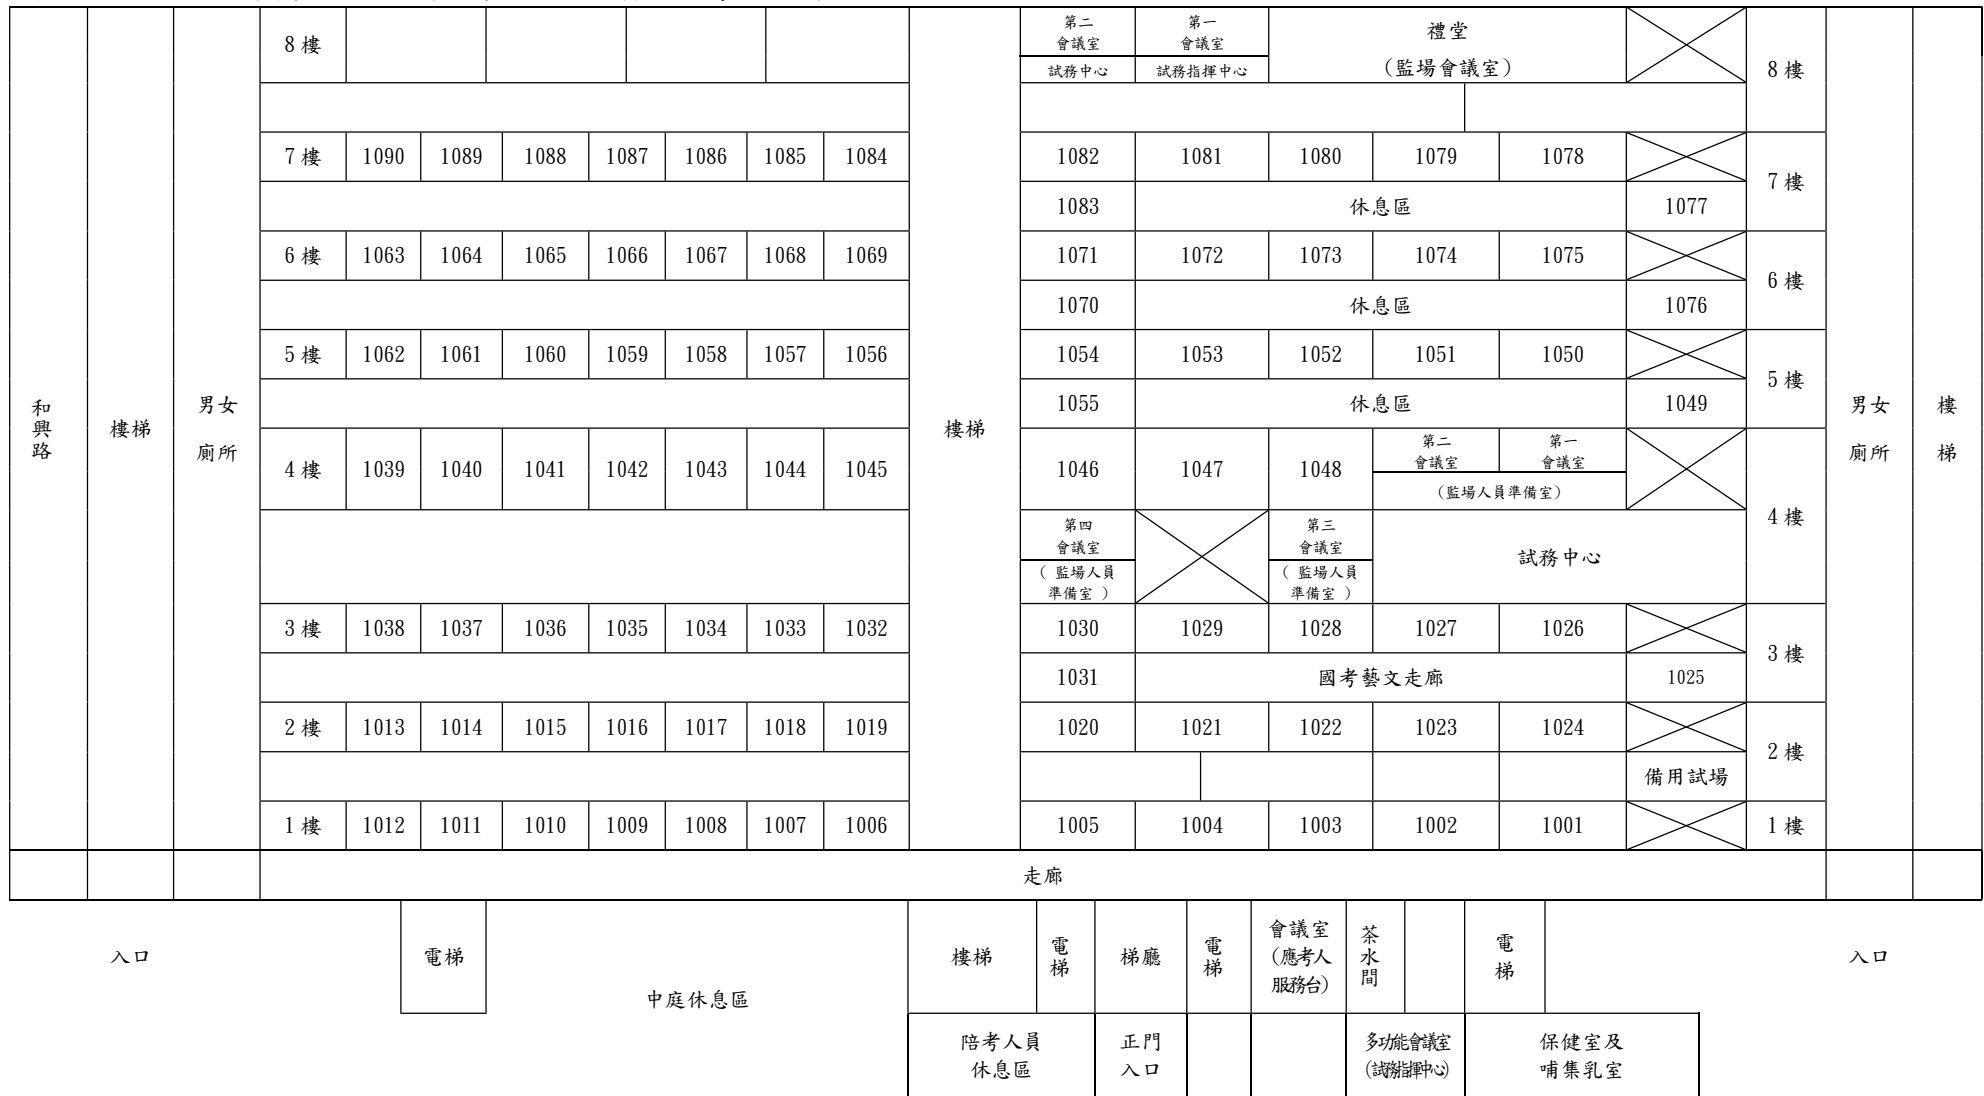 8樓 第二 第一 禮堂
會議室 會議室
試務中心 試務指揮中心 (監場會議室) 8樓
7樓 1090 1089 1088 1087 1086 1085 1084 1082 1081 1080 1079 1078
7樓
1083 休息區 1077
6樓 1063 1064 1065 1066 1067 1068 1069 1071 1072 1073 1074 1075
6樓
1070 休息區 1076
5樓 1062 1061 1060 1059 1058 1057 1056 1054 1053 1052 1051 1050
5樓
1055 休息區 1049
和興路 樓梯 男女廁所 樓梯 男女廁所 樓梯
4樓 1039 1040 1041 1042 1043 1044 1045 1046 1047 1048 第二會議室 第一會議室
(監場人員準備室)
4樓
第四會議室 第三會議室 試務中心
(監場人員準備室) (監場人員準備室)
3樓 1038 1037 1036 1035 1034 1033 1032 1030 1029 1028 1027 1026
3樓
1031 國考藝文走廊 1025
2樓 1013 1014 1015 1016 1017 1018 1019 1020 1021 1022 1023 1024
2樓
備用試場
1樓 1012 1011 1010 1009 1008 1007 1006 1005 1004 1003 1002 1001 1樓
走廊
入口 電梯 樓梯 電梯 梯廳 電梯 會議室(應考人服務台) 茶水間 電梯 入口
中庭休息區
陪考人員 正門 多功能會議室 保健室及
休息區 入口 (試務指揮中心) 哺集乳室